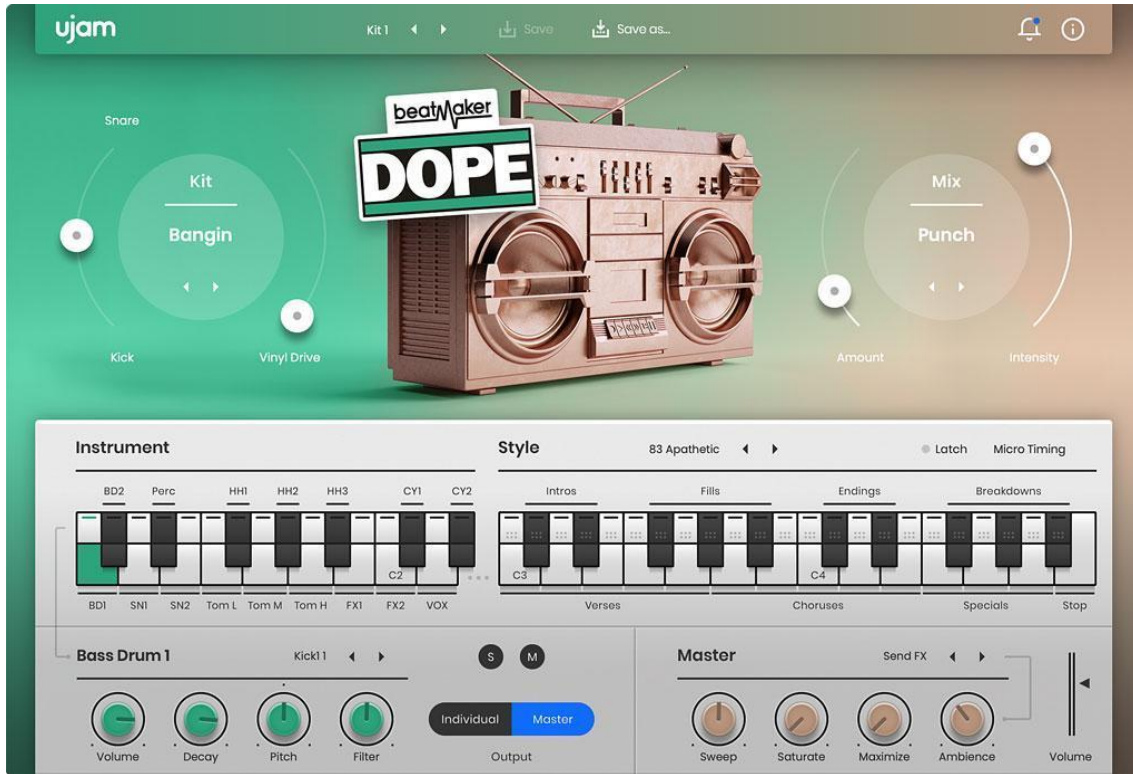 ujam
Kit 1
Save
Save as...
beatMaker
DOPE
Snare
Kit
Bangin
Kick
Vinyl Drive
Mix
Punch
Amount
Intensity
Instrument
BD2 Perc HH1 HH2 HH3 CY1 CY2
C2
BD1 SN1 SN2 Tom L Tom M Tom H FX1 FX2 VOX
Style
83 Apathetic
Latch
Micro Timing
Intros Fills Endings Breakdowns
C3 C4
Verses Choruses Specials Stop
Bass Drum 1
Kick1 1
S M
Volume Decay Pitch Filter
Individual Master
Output
Master
Send FX
Sweep Saturate Maximize Ambience
Volume